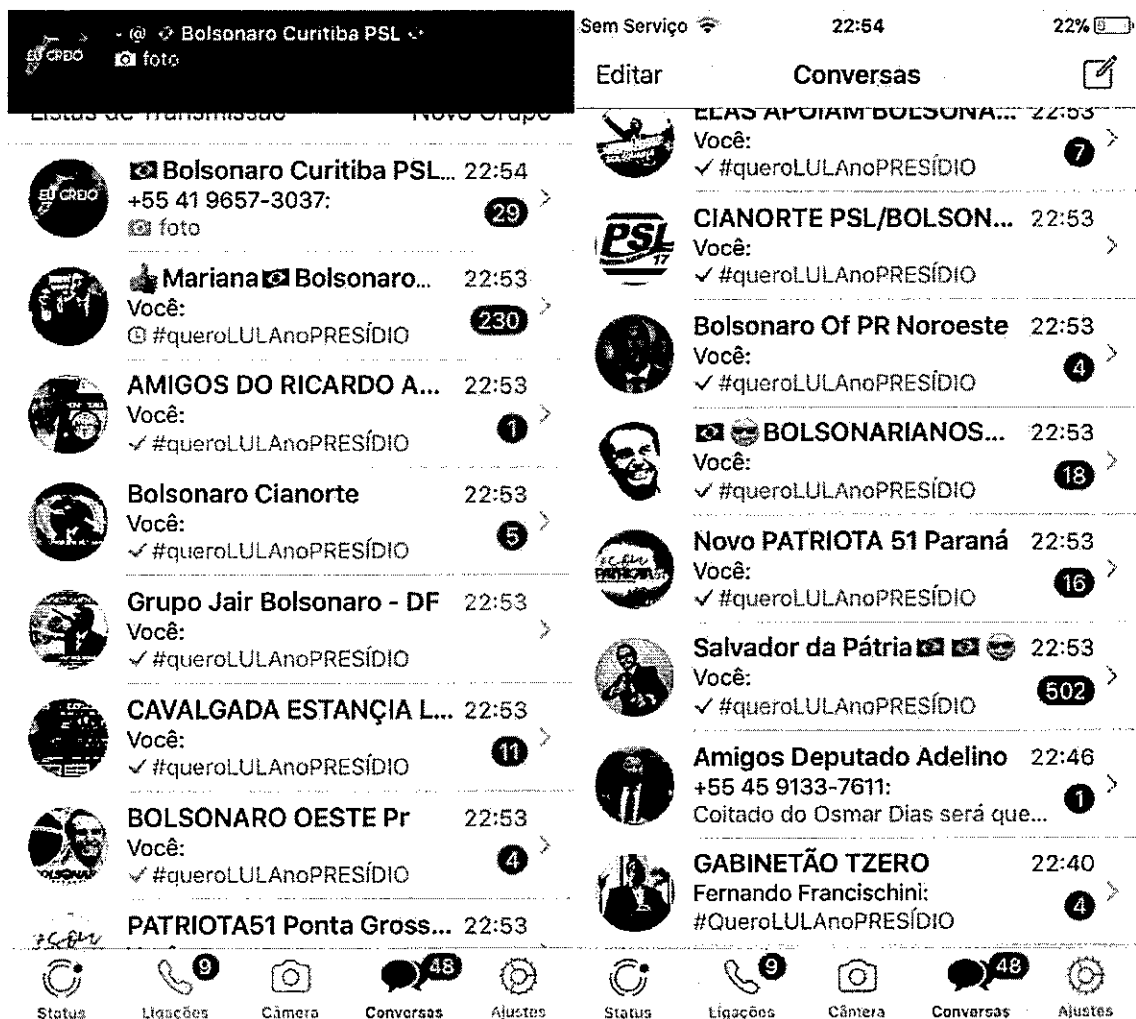 - @ Bolsonaro Curitiba PSL
foto
EU CREIO
Listas de Transmissão Novo Grupo
Bolsonaro Curitiba PSL... 22:54
+55 41 9657-3037:
foto
29
EU CREIO
Mariana Bolsonaro... 22:53
Você:
#queroLULAnoPRESÍDIO
230
AMIGOS DO RICARDO A... 22:53
Você:
#queroLULAnoPRESÍDIO
1
Bolsonaro Cianorte 22:53
Você:
#queroLULAnoPRESÍDIO
5
Grupo Jair Bolsonaro - DF 22:53
Você:
#queroLULAnoPRESÍDIO
CAVALGADA ESTANÇIA L... 22:53
Você:
#queroLULAnoPRESÍDIO
11
BOLSONARO OESTE Pr 22:53
Você:
#queroLULAnoPRESÍDIO
4
PATRIOTA51 Ponta Gross... 22:53
9
48
Status Ligações Câmera Conversas Ajustes
Sem Serviço 22:54 22%
Editar Conversas
ELAS APOIAM BOLSONA... 22:53
Você:
#queroLULAnoPRESÍDIO
7
CIANORTE PSL/BOLSON... 22:53
Você:
#queroLULAnoPRESÍDIO
PSL
17
Bolsonaro Of PR Noroeste 22:53
Você:
#queroLULAnoPRESÍDIO
4
BOLSONARIANOS... 22:53
Você:
#queroLULAnoPRESÍDIO
18
Novo PATRIOTA 51 Paraná 22:53
Você:
#queroLULAnoPRESÍDIO
16
Salvador da Pátria 22:53
Você:
#queroLULAnoPRESÍDIO
502
Amigos Deputado Adelino 22:46
+55 45 9133-7611:
Coitado do Osmar Dias será que...
1
GABINETÃO TZERO 22:40
Fernando Francischini:
#QueroLULAnoPRESÍDIO
4
9
48
Status Ligações Câmera Conversas Ajustes